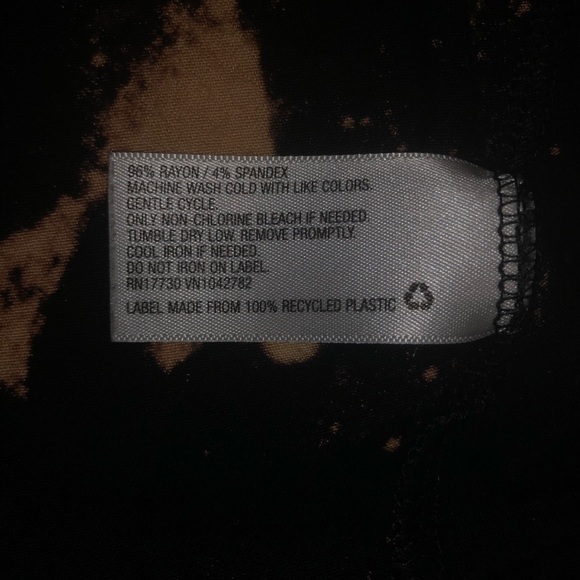 96% RAYON / 4% SPANDEX
MACHINE WASH COLD WITH LIKE COLORS.
GENTLE CYCLE.
ONLY NON-CHLORINE BLEACH IF NEEDED.
TUMBLE DRY LOW. REMOVE PROMPTLY.
COOL IRON IF NEEDED.
DO NOT IRON ON LABEL.
RN17730 VN1042782
LABEL MADE FROM 100% RECYCLED PLASTIC